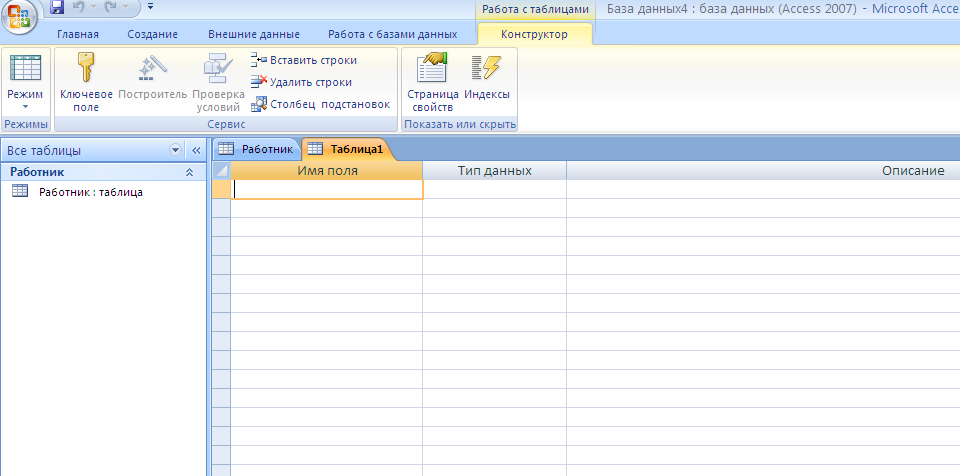 Работа с таблицами
База данных4 : база данных (Access 2007) - Microsoft Acce
Главная
Создание
Внешние данные
Работа с базами данных
Конструктор
Режим
Ключевое поле
Построитель
Проверка условий
Вставить строки
Удалить строки
Столбец подстановок
Страница свойств
Индексы
Режимы
Сервис
Показать или скрыть
Все таблицы
Работник
Таблица1
Работник
Имя поля
Тип данных
Описание
Работник : таблица